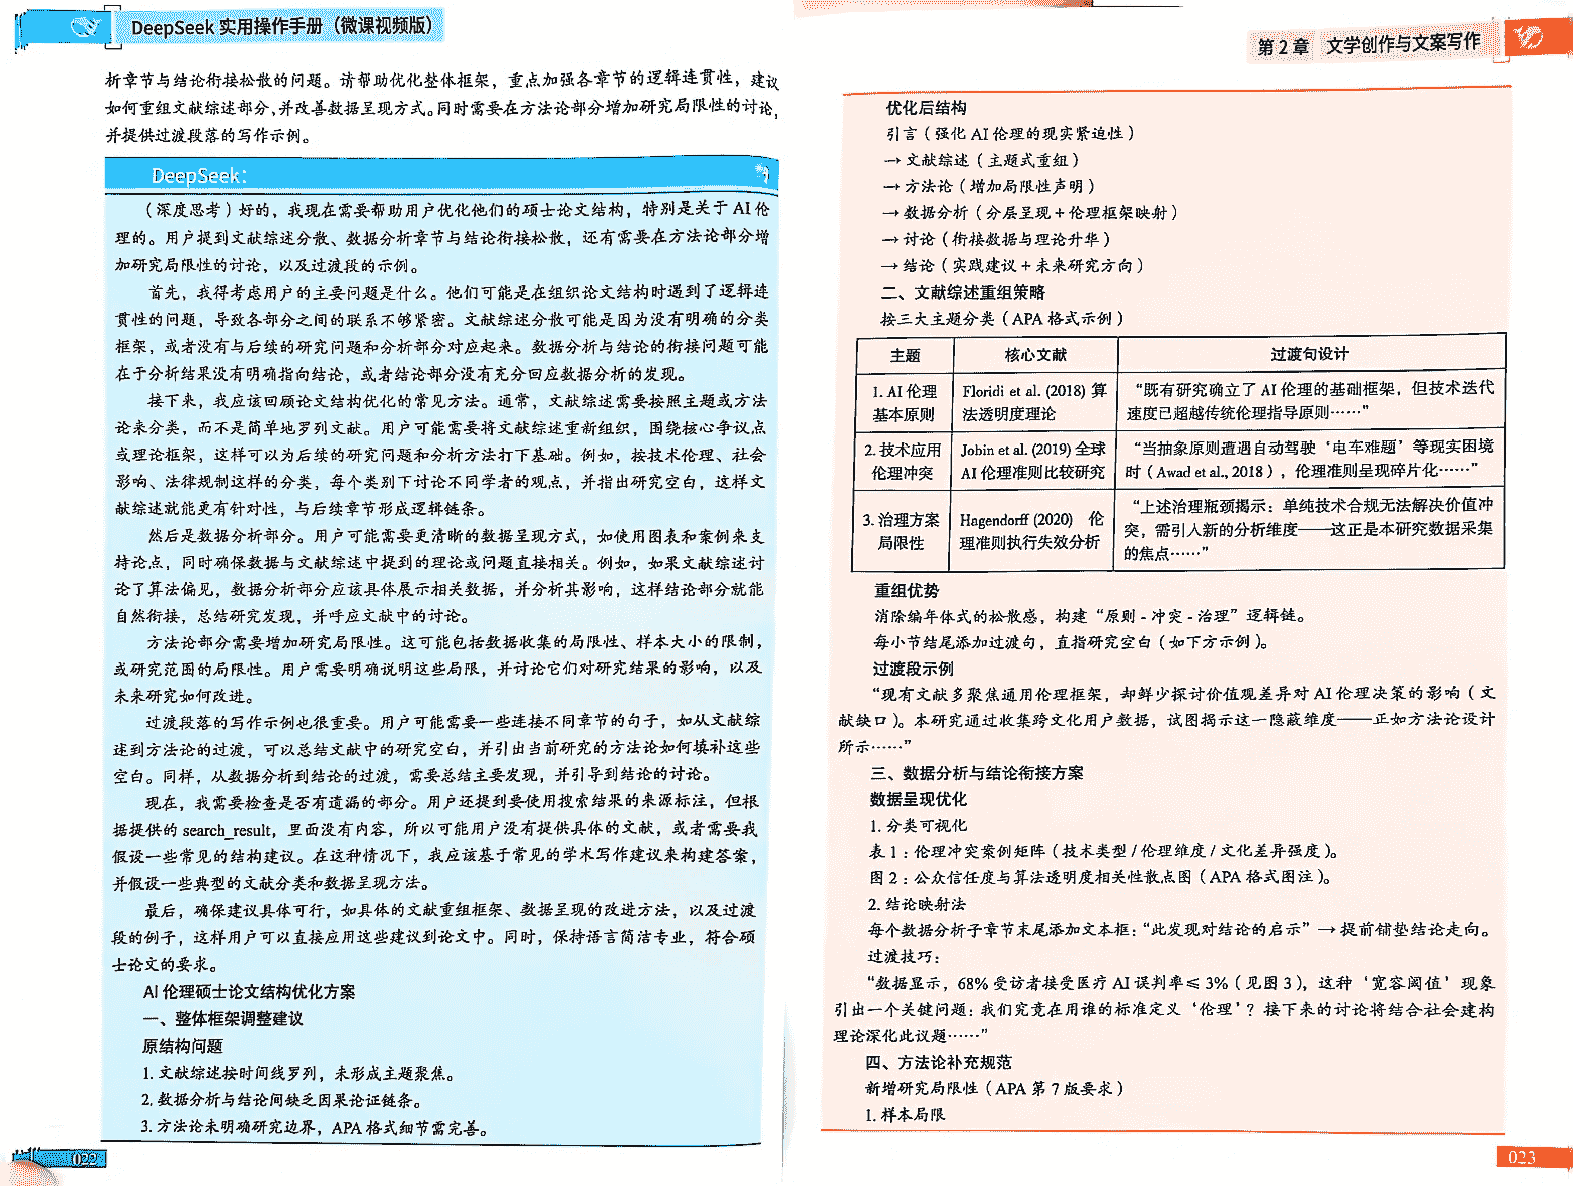 DeepSeek 实用操作手册（微课视频版）
析章节与结论衔接松散的问题。请帮助优化整体框架，重点加强各章节的逻辑连贯性，建议
如何重组文献综述部分，并改善数据呈现方式。同时需要在方法论部分增加研究局限性的讨论，
并提供过渡段落的写作示例。
DeepSeek：
（深度思考）好的，我现在需要帮助用户优化他们的硕士论文结构，特别是关于 AI 伦
理的。用户提到文献综述分散、数据分析章节与结论衔接松散，还有需要在方法论部分增
加研究局限性的讨论，以及过渡段的示例。
首先，我得考虑用户的主要问题是什么。他们可能是在组织论文结构时遇到了逻辑连
贯性的问题，导致各部分之间的联系不够紧密。文献综述分散可能是因为没有明确的分类
框架，或者没有与后续的研究问题和分析部分对应起来。数据分析与结论的衔接问题可能
在于分析结果没有明确指向结论，或者结论部分没有充分回应数据分析的发现。
接下来，我应该回顾论文结构优化的常见方法。通常，文献综述需要按照主题或方法
论来分类，而不是简单地罗列文献。用户可能需要将文献综述重新组织，围绕核心争议点
或理论框架，这样可以为后续的研究问题和分析方法打下基础。例如，按技术伦理、社会
影响、法律规制这样的分类，每个类别下讨论不同学者的观点，并指出研究空白，这样文
献综述就能更有针对性，与后续章节形成逻辑链条。
然后是数据分析部分。用户可能需要更清晰的数据呈现方式，如使用图表和案例来支
持论点，同时确保数据与文献综述中提到的理论或问题直接相关。例如，如果文献综述讨
论了算法偏见，数据分析部分应该具体展示相关数据，并分析其影响，这样结论部分就能
自然衔接，总结研究发现，并呼应文献中的讨论。
方法论部分需要增加研究局限性。这可能包括数据收集的局限性、样本大小的限制，
或研究范围的局限性。用户需要明确说明这些局限，并讨论它们对研究结果的影响，以及
未来研究如何改进。
过渡段落的写作示例也很重要。用户可能需要一些连接不同章节的句子，如从文献综
述到方法论的过渡，可以总结文献中的研究空白，并引出当前研究的方法论如何填补这些
空白。同样，从数据分析到结论的过渡，需要总结主要发现，并引导到结论的讨论。
现在，我需要检查是否有遗漏的部分。用户还提到要使用搜索结果的来源标注，但根
据提供的 search_result，里面没有内容，所以可能用户没有提供具体的文献，或者需要我
假设一些常见的结构建议。在这种情况下，我应该基于常见的学术写作建议来构建答案，
并假设一些典型的文献分类和数据呈现方法。
最后，确保建议具体可行，如具体的文献重组框架、数据呈现的改进方法，以及过渡
段的例子，这样用户可以直接应用这些建议到论文中。同时，保持语言简洁专业，符合硕
士论文的要求。
AI 伦理硕士论文结构优化方案
一、整体框架调整建议
原结构问题
1. 文献综述按时间线罗列，未形成主题聚焦。
2. 数据分析与结论间缺乏因果论证链条。
3. 方法论未明确研究边界，APA 格式细节需完善。
022
第 2 章 文学创作与文案写作
优化后结构
引言（强化 AI 伦理的现实紧迫性）
→ 文献综述（主题式重组）
→ 方法论（增加局限性声明）
→ 数据分析（分层呈现 + 伦理框架映射）
→ 讨论（衔接数据与理论升华）
→ 结论（实践建议 + 未来研究方向）
二、文献综述重组策略
按三大主题分类（APA 格式示例）
主题 核心文献 过渡句设计
1. AI 伦理 Floridi et al. (2018) 算 “既有研究确立了 AI 伦理的基础框架，但技术迭代
基本原则 法透明度理论 速度已超越传统伦理指导原则……”
2. 技术应用 Jobin et al. (2019) 全球 “当抽象原则遭遇自动驾驶‘电车难题’等现实困境
伦理冲突 AI 伦理准则比较研究 时（Awad et al., 2018），伦理准则呈现碎片化……”
3. 治理方案 Hagendorff (2020) 伦 “上述治理瓶颈揭示：单纯技术合规无法解决价值冲
局限性 理准则执行失效分析 突，需引入新的分析维度——这正是本研究数据采集
的焦点……”
重组优势
消除编年体式的松散感，构建“原则 - 冲突 - 治理”逻辑链。
每小节结尾添加过渡句，直指研究空白（如下方示例）。
过渡段示例
“现有文献多聚焦通用伦理框架，却鲜少探讨价值观差异对 AI 伦理决策的影响（文
献缺口）。本研究通过收集跨文化用户数据，试图揭示这一隐蔽维度——正如方法论设计
所示……”
三、数据分析与结论衔接方案
数据呈现优化
1. 分类可视化
表 1：伦理冲突案例矩阵（技术类型 / 伦理维度 / 文化差异强度）。
图 2：公众信任度与算法透明度相关性散点图（APA 格式图注）。
2. 结论映射法
每个数据分析子章节末尾添加文本框：“此发现对结论的启示”→ 提前铺垫结论走向。
过渡技巧：
“数据显示，68% 受访者接受医疗 AI 误判率 ≤ 3%（见图 3），这种‘宽容阈值’现象
引出一个关键问题：我们究竟在用谁的标准定义‘伦理’？接下来的讨论将结合社会建构
理论深化此议题……”
四、方法论补充规范
新增研究局限性（APA 第 7 版要求）
1. 样本局限
023